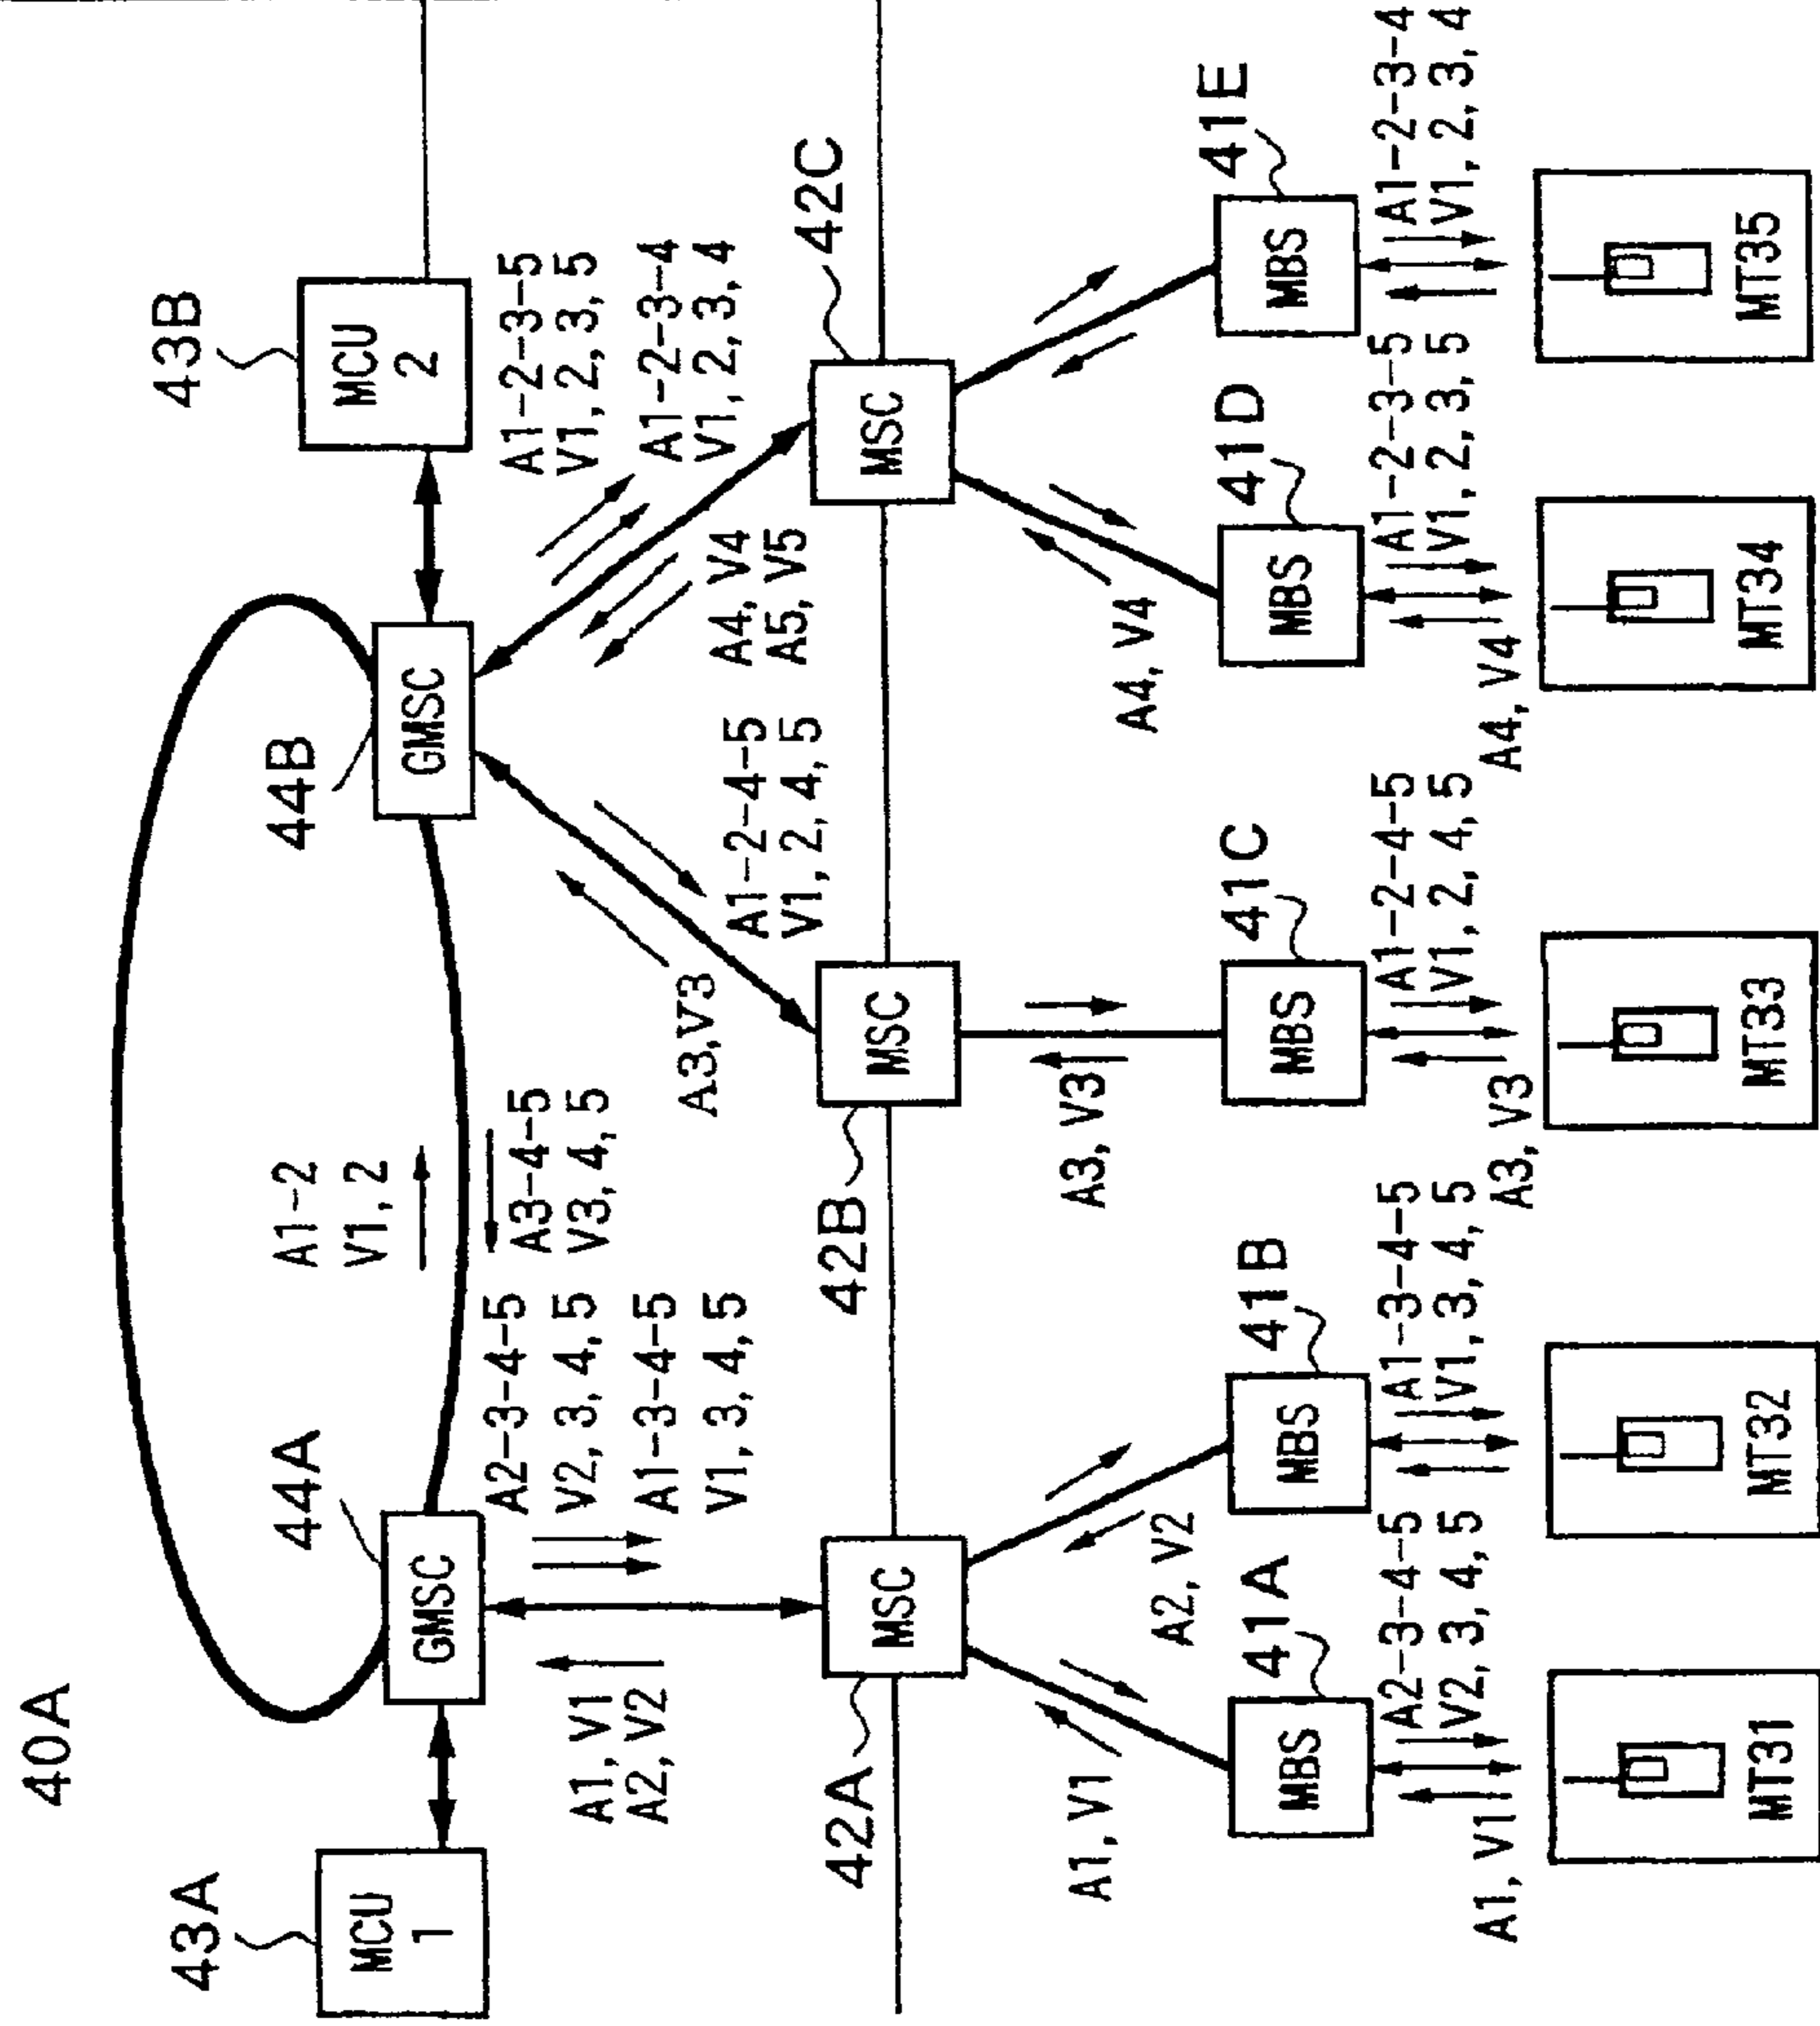 40A
43A
MCU
1
44A
GMSC
A1-2
V1, 2
A3-4-5
V3, 4, 5
44B
GMSC
43B
MCU
2
A1, V1
A2, V2
A2-3-4-5
V2, 3, 4, 5
A1-3-4-5
V1, 3, 4, 5
A3, V3
A1-2-4-5
V1, 2, 4, 5
A4, V4
A5, V5
A1-2-3-5
V1, 2, 3, 5
A1-2-3-4
V1, 2, 3, 4
42A
MSC
42B
MSC
42C
MSC
A1, V1
A2, V2
A3, V3
A4, V4
41A
MBS
41B
MBS
41C
MBS
41D
MBS
41E
MBS
A1, V1
A2-3-4-5
V2, 3, 4, 5
A1-3-4-5
V1, 3, 4, 5
A3, V3
A1-2-4-5
V1, 2, 4, 5
A4, V4
A1-2-3-5
V1, 2, 3, 5
A1-2-3-4
V1, 2, 3, 4
MT31
MT32
MT33
MT34
MT35